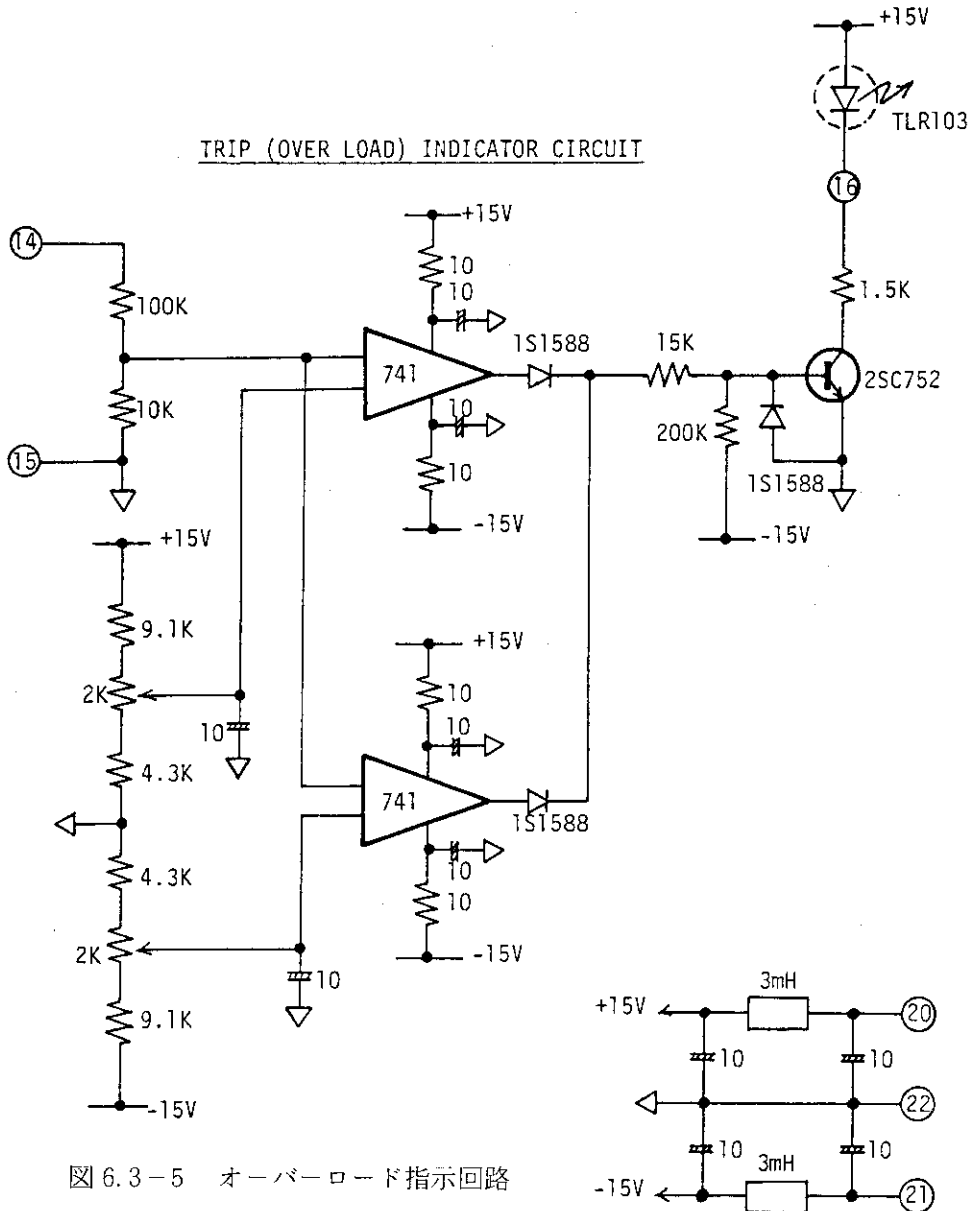 +15V
TLR103
TRIP (OVER LOAD) INDICATOR CIRCUIT
16
14
+15V
10
10
1.5K
100K
1S1588
15K
741
2SC752
10K
10
200K
15
10
1S1588
-15V
-15V
+15V
9.1K
+15V
2K
10
10
10
4.3K
741
1S1588
4.3K
10
10
2K
-15V
10
3mH
9.1K
+15V
20
10
10
-15V
22
10
10
図6.3-5 オーバーロード指示回路
3mH
-15V
21